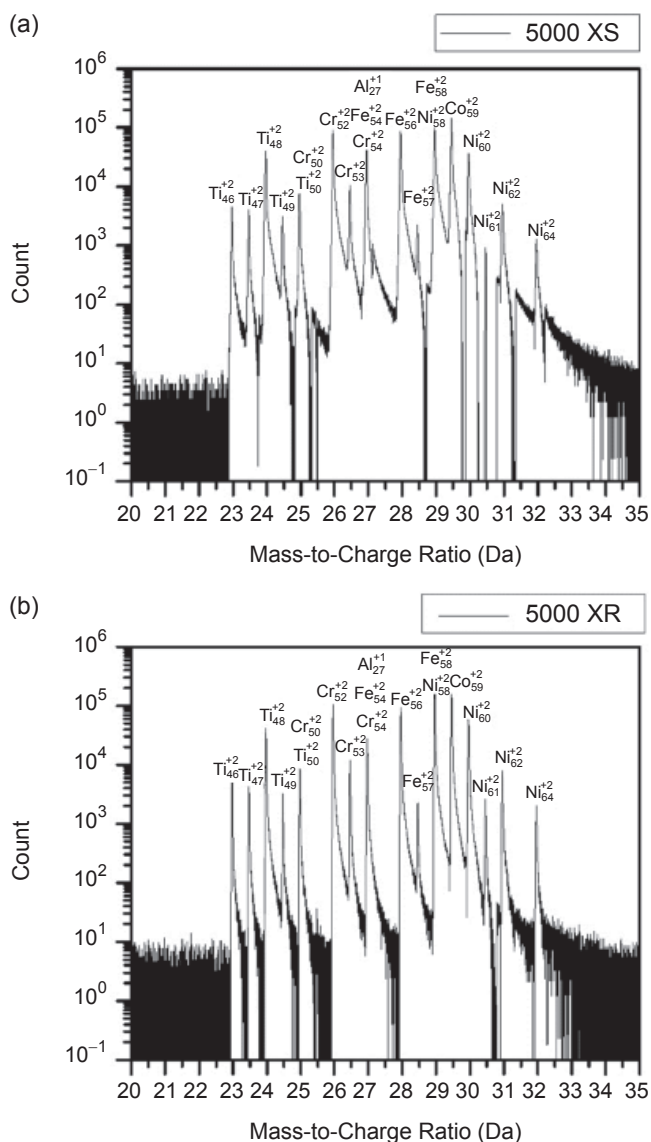 (a)
5000 XS
10^6
10^5
10^4
10^3
10^2
10^1
10^0
10^−1
Count
Al27^+1 Fe58^+2
Cr52^+2 Fe54^+2 Fe56^+2 Ni58^+2 Co59^+2
Ti48^+2 Cr54^+2 Ni60^+2
Cr50^+2 Cr53^+2
Ti46^+2 Ti47^+2 Ti49^+2 Ti50^+2 Fe57^+2 Ni61^+2 Ni62^+2 Ni64^+2
20 21 22 23 24 25 26 27 28 29 30 31 32 33 34 35
Mass-to-Charge Ratio (Da)
(b)
5000 XR
10^6
10^5
10^4
10^3
10^2
10^1
10^0
10^−1
Count
Al27^+1 Fe58^+2
Cr52^+2 Fe54^+2 Fe56^+2 Ni58^+2 Co59^+2
Ti48^+2 Cr50^+2 Cr54^+2 Ni60^+2
Ti46^+2 Ti47^+2 Ti49^+2 Ti50^+2 Cr53^+2 Fe57^+2 Ni61^+2 Ni62^+2 Ni64^+2
20 21 22 23 24 25 26 27 28 29 30 31 32 33 34 35
Mass-to-Charge Ratio (Da)